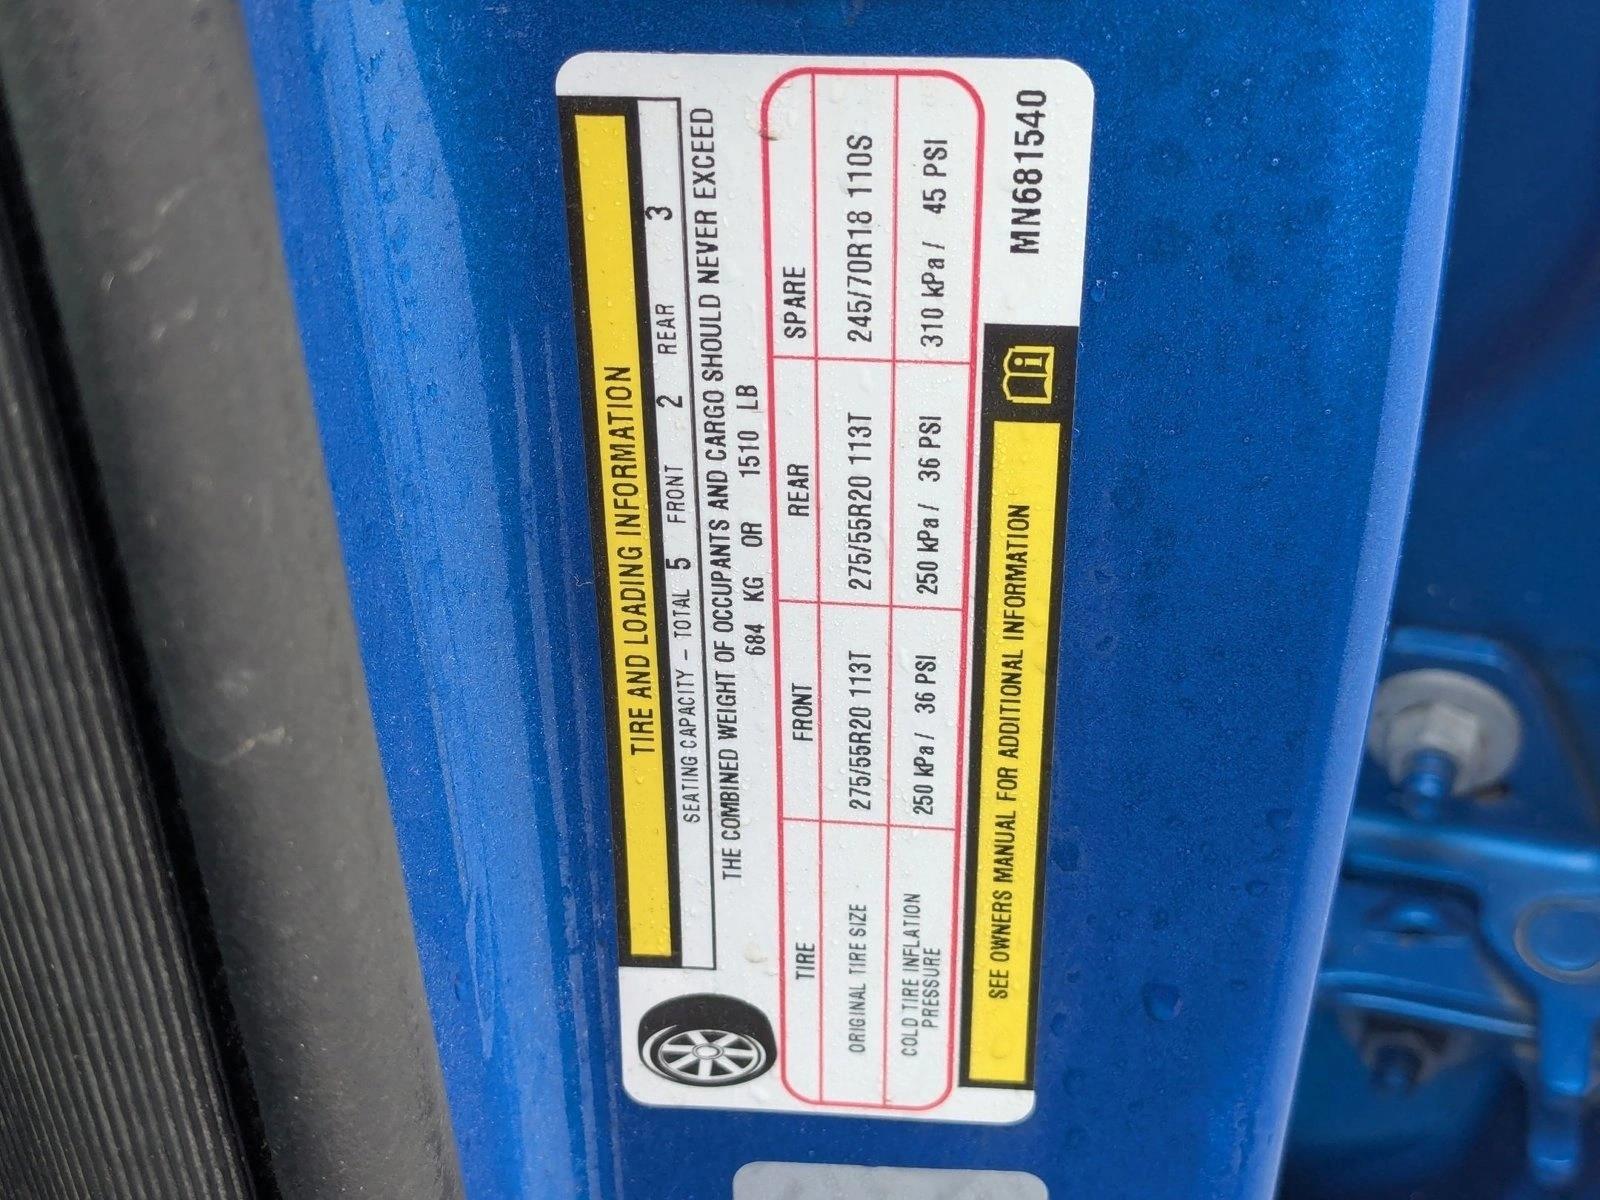 TIRE AND LOADING INFORMATION
SEATING CAPACITY - TOTAL 5 FRONT 2 REAR 3
THE COMBINED WEIGHT OF OCCUPANTS AND CARGO SHOULD NEVER EXCEED
684 KG OR 1510 LB
TIRE FRONT REAR SPARE
ORIGINAL TIRE SIZE 275/55R20 113T 275/55R20 113T 245/70R18 110S
COLD TIRE INFLATION
PRESSURE 250 kPa / 36 PSI 250 kPa / 36 PSI 310 kPa / 45 PSI
SEE OWNERS MANUAL FOR ADDITIONAL INFORMATION
MN681540